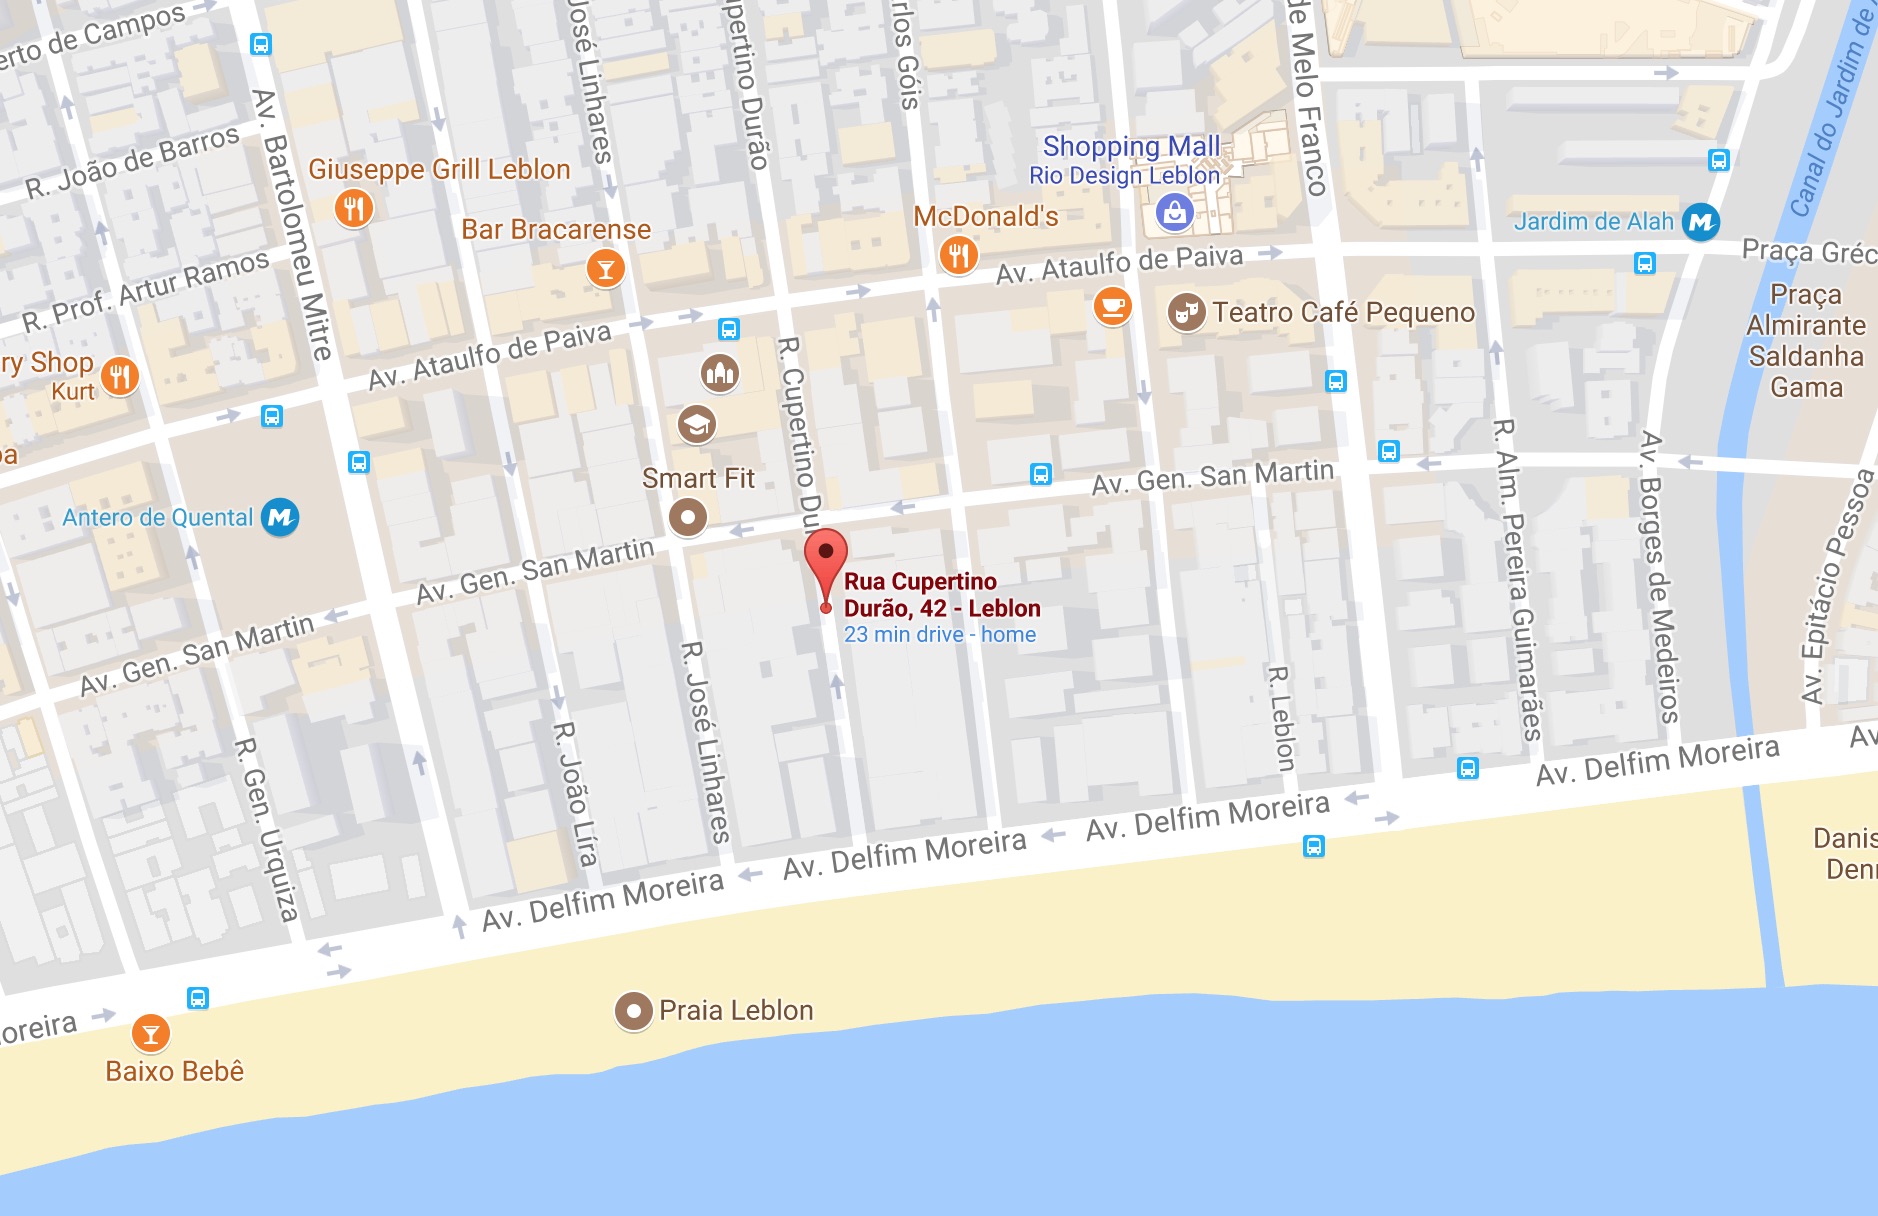 erto de Campos
José Linhares
upertino Durão
rlos Góis
de Melo Franco
Canal do Jardim de
Av. Bartolomeu Mitre
R. João de Barros
Giuseppe Grill Leblon
Bar Bracarense
Shopping Mall
Rio Design Leblon
McDonald's
Jardim de Alah
Praça Gréc
R. Prof. Artur Ramos
Av. Ataulfo de Paiva
Av. Ataulfo de Paiva
Teatro Café Pequeno
Praça
Almirante
Saldanha
Gama
ry Shop
Kurt
R. Cupertino Dur
oa
Smart Fit
Av. Gen. San Martin
R. Alm. Pereira Guimarães
Av. Borges de Medeiros
Av. Epitácio Pessoa
Antero de Quental
Av. Gen. San Martin
Rua Cupertino
Durão, 42 - Leblon
23 min drive - home
Av. Gen. San Martin
R. José Linhares
R. Leblon
R. Gen. Urquiza
R. João Líra
Av. Delfim Moreira
Av
Av. Delfim Moreira
Av. Delfim Moreira
Av. Delfim Moreira
Danis
Den
oreira
Praia Leblon
Baixo Bebê